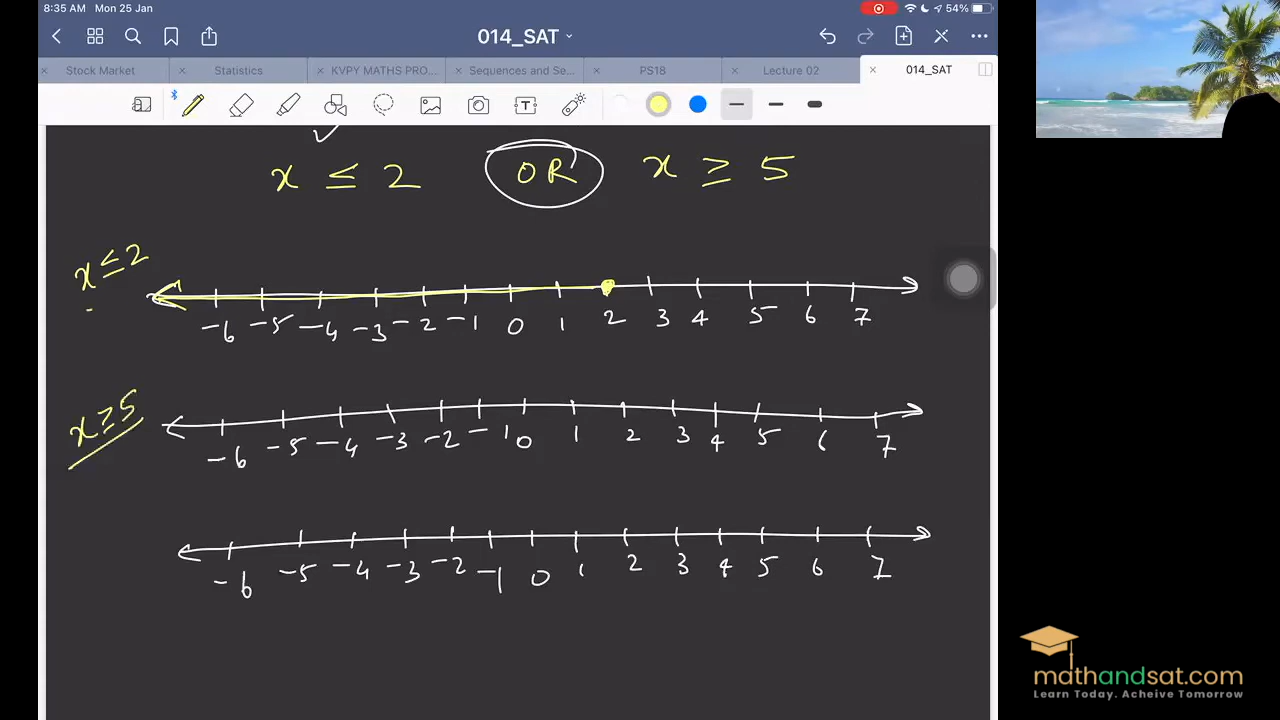 8:35 AM Mon 25 Jan
54%
014_SAT
Stock Market
Statistics
KVPY MATHS PRO...
Sequences and Se...
PS18
Lecture 02
014_SAT
x ≤ 2 OR x ≥ 5
x ≤ 2
-6 -5 -4 -3 -2 -1 0 1 2 3 4 5 6 7
x ≥ 5
-6 -5 -4 -3 -2 -1 0 1 2 3 4 5 6 7
-6 -5 -4 -3 -2 -1 0 1 2 3 4 5 6 7
mathandsat.com
Learn Today. Acheive Tomorrow